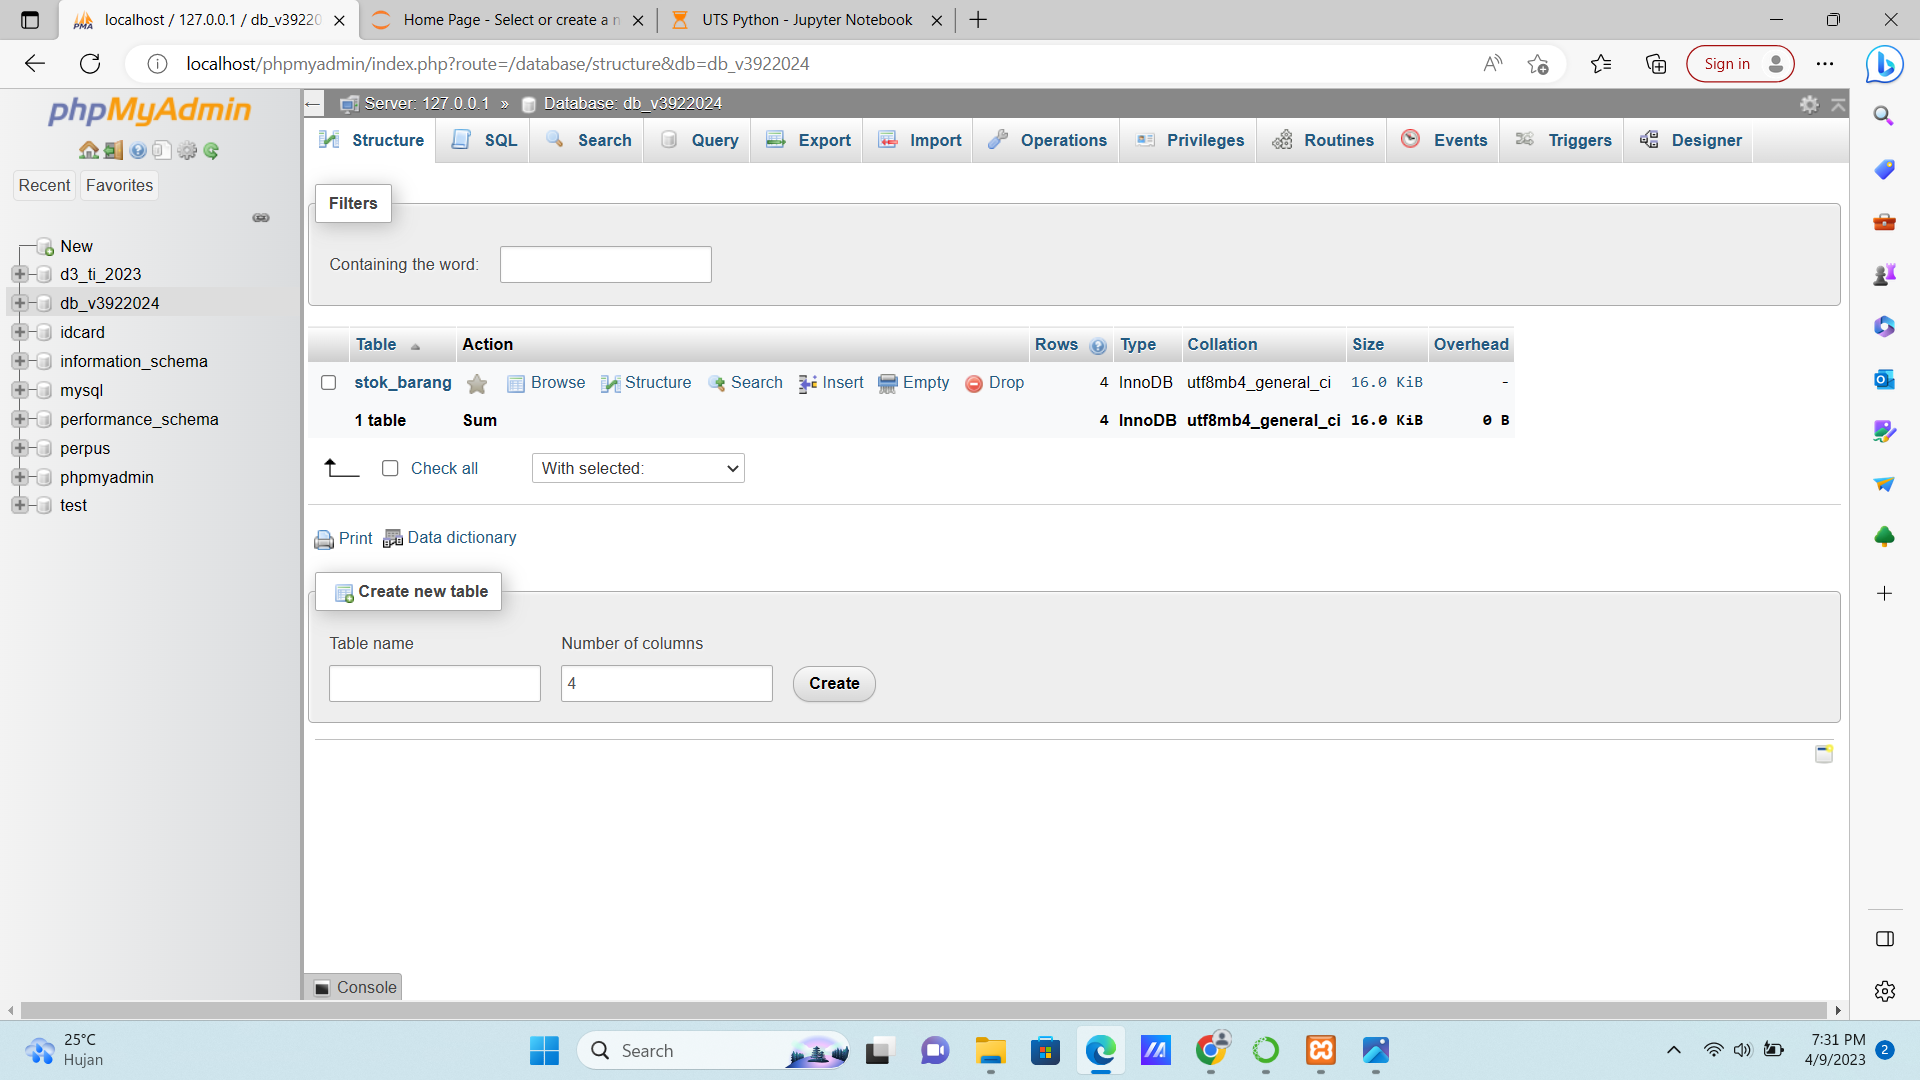 localhost / 127.0.0.1 / db_v39220
Home Page - Select or create a n
UTS Python - Jupyter Notebook
localhost/phpmyadmin/index.php?route=/database/structure&db=db_v3922024
Sign in
phpMyAdmin
Recent
Favorites
New
d3_ti_2023
db_v3922024
idcard
information_schema
mysql
performance_schema
perpus
phpmyadmin
test
Server: 127.0.0.1 » Database: db_v3922024
Structure SQL Search Query Export Import Operations Privileges Routines Events Triggers Designer
Filters
Containing the word:
Table Action Rows Type Collation Size Overhead
stok_barang Browse Structure Search Insert Empty Drop 4 InnoDB utf8mb4_general_ci 16.0 KiB -
1 table Sum 4 InnoDB utf8mb4_general_ci 16.0 KiB 0 B
Check all With selected:
Print Data dictionary
Create new table
Table name Number of columns
4 Create
Console
25°C
Hujan
Search
7:31 PM
4/9/2023
2